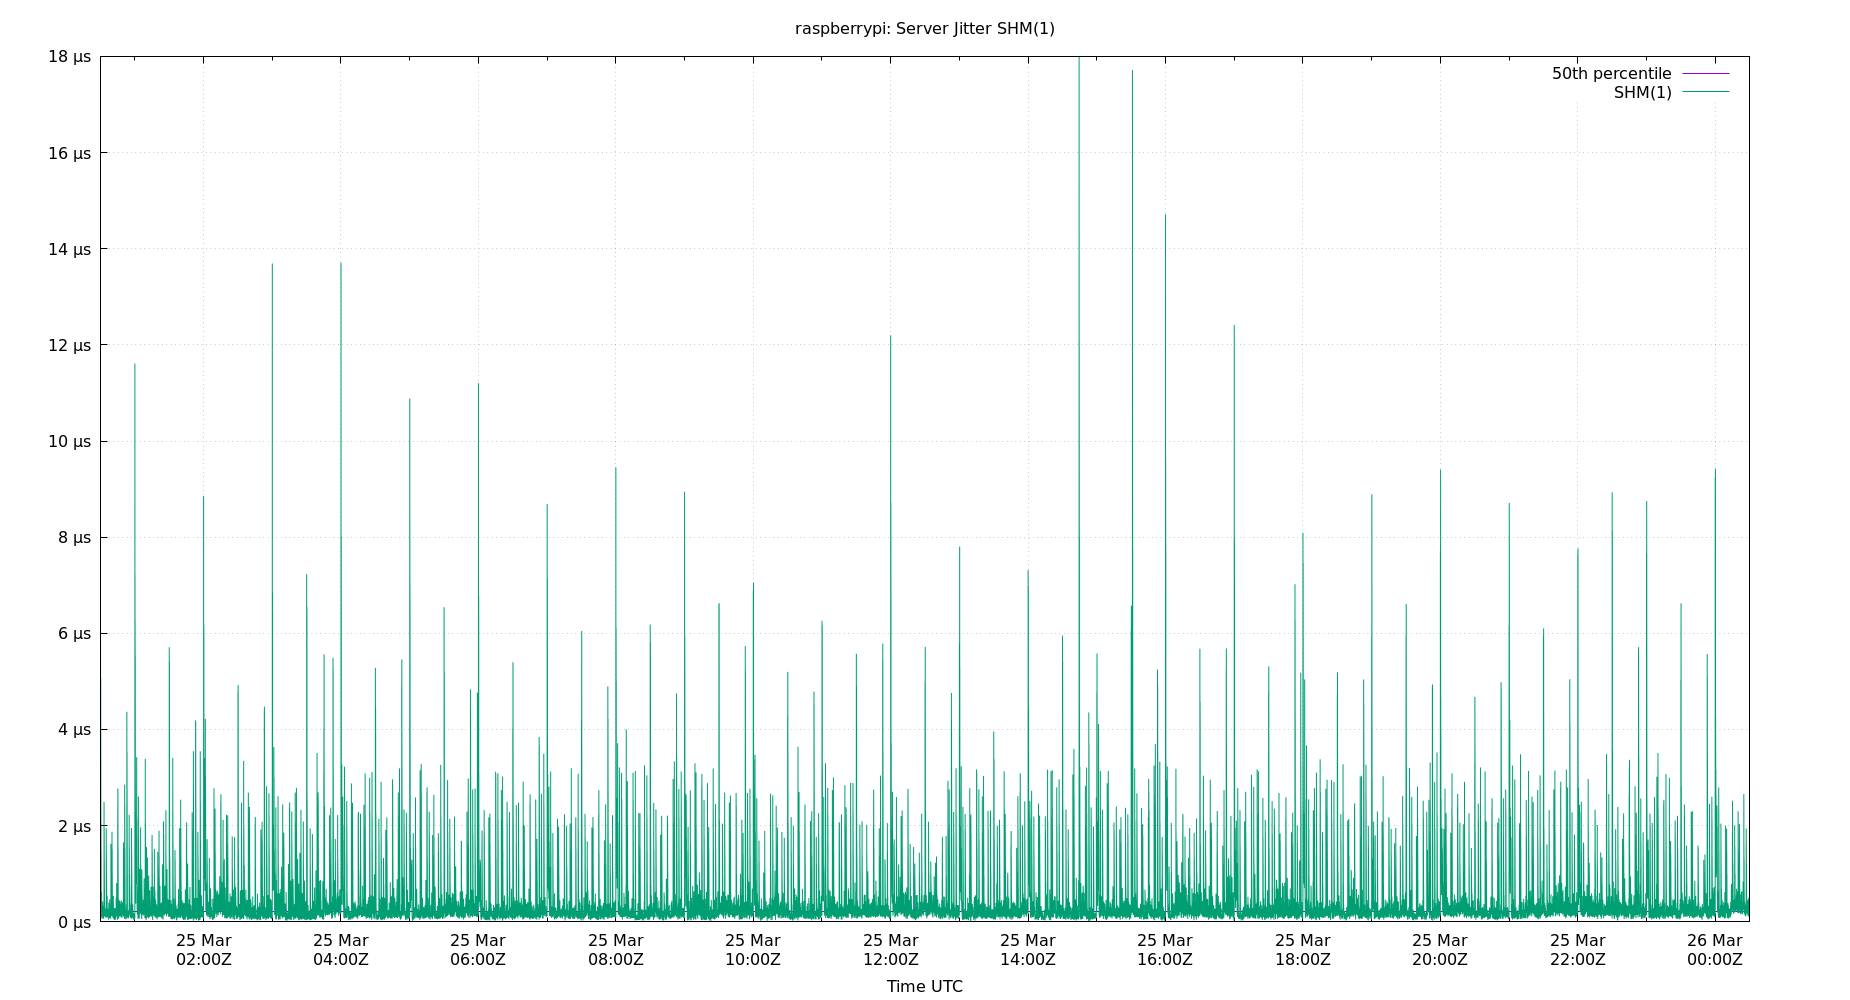 raspberrypi: Server Jitter SHM(1)
50th percentile
SHM(1)
18 µs
16 µs
14 µs
12 µs
10 µs
8 µs
6 µs
4 µs
2 µs
0 µs
25 Mar 25 Mar 25 Mar 25 Mar 25 Mar 25 Mar 25 Mar 25 Mar 25 Mar 25 Mar 25 Mar 26 Mar
02:00Z 04:00Z 06:00Z 08:00Z 10:00Z 12:00Z 14:00Z 16:00Z 18:00Z 20:00Z 22:00Z 00:00Z
Time UTC